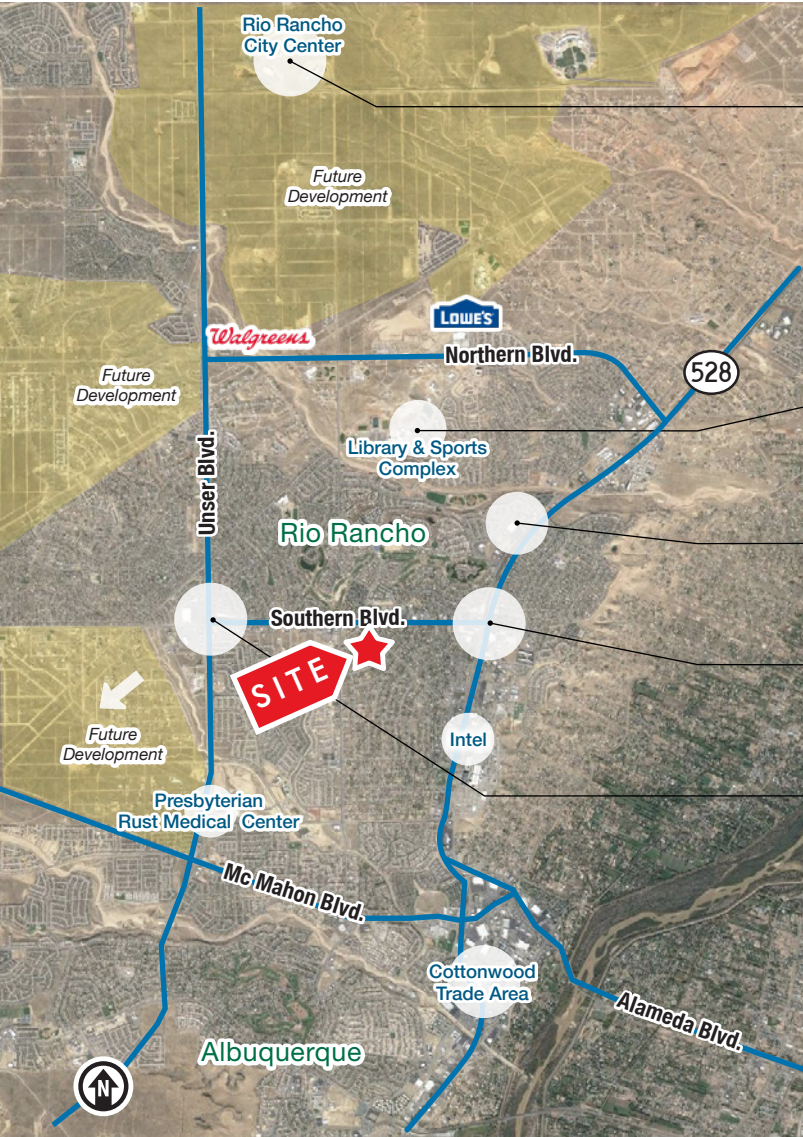 Rio Rancho
City Center
Future
Development
LOWE'S
Walgreens
Northern Blvd.
528
Future
Development
Unser Blvd.
Library & Sports
Complex
Rio Rancho
Southern Blvd.
SITE
Future
Development
Intel
Presbyterian
Rust Medical Center
Mc Mahon Blvd.
Cottonwood
Trade Area
Alameda Blvd.
Albuquerque
N